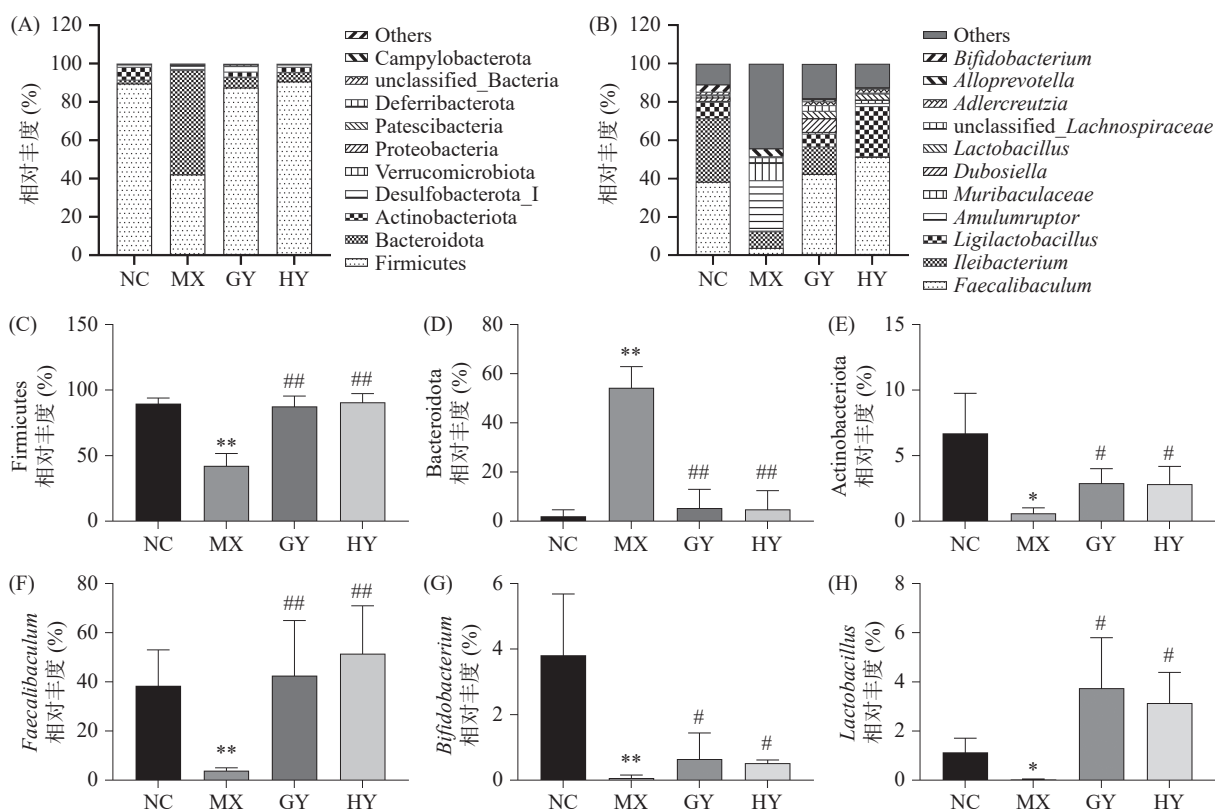 (A)
120
100
80
60
40
20
0
相对丰度 (%)
NC MX GY HY
Others
Campylobacterota
unclassified_Bacteria
Deferribacterota
Patescibacteria
Proteobacteria
Verrucomicrobiota
Desulfobacterota_I
Actinobacteriota
Bacteroidota
Firmicutes
(B)
120
100
80
60
40
20
0
相对丰度 (%)
NC MX GY HY
Others
Bifidobacterium
Alloprevotella
Adlercreutzia
unclassified_Lachnospiraceae
Lactobacillus
Dubosiella
Muribaculaceae
Amulumruptor
Ligilactobacillus
Ileibacterium
Faecalibaculum
(C)
Firmicutes
相对丰度 (%)
150
100
50
0
**
##
##
NC MX GY HY
(D)
Bacteroidota
相对丰度 (%)
80
60
40
20
0
**
##
##
NC MX GY HY
(E)
Actinobacteriota
相对丰度 (%)
15
10
5
0
*
#
#
NC MX GY HY
(F)
Faecalibaculum
相对丰度 (%)
80
60
40
20
0
**
##
##
NC MX GY HY
(G)
Bifidobacterium
相对丰度 (%)
6
4
2
0
**
#
#
NC MX GY HY
(H)
Lactobacillus
相对丰度 (%)
8
6
4
2
0
*
#
#
NC MX GY HY